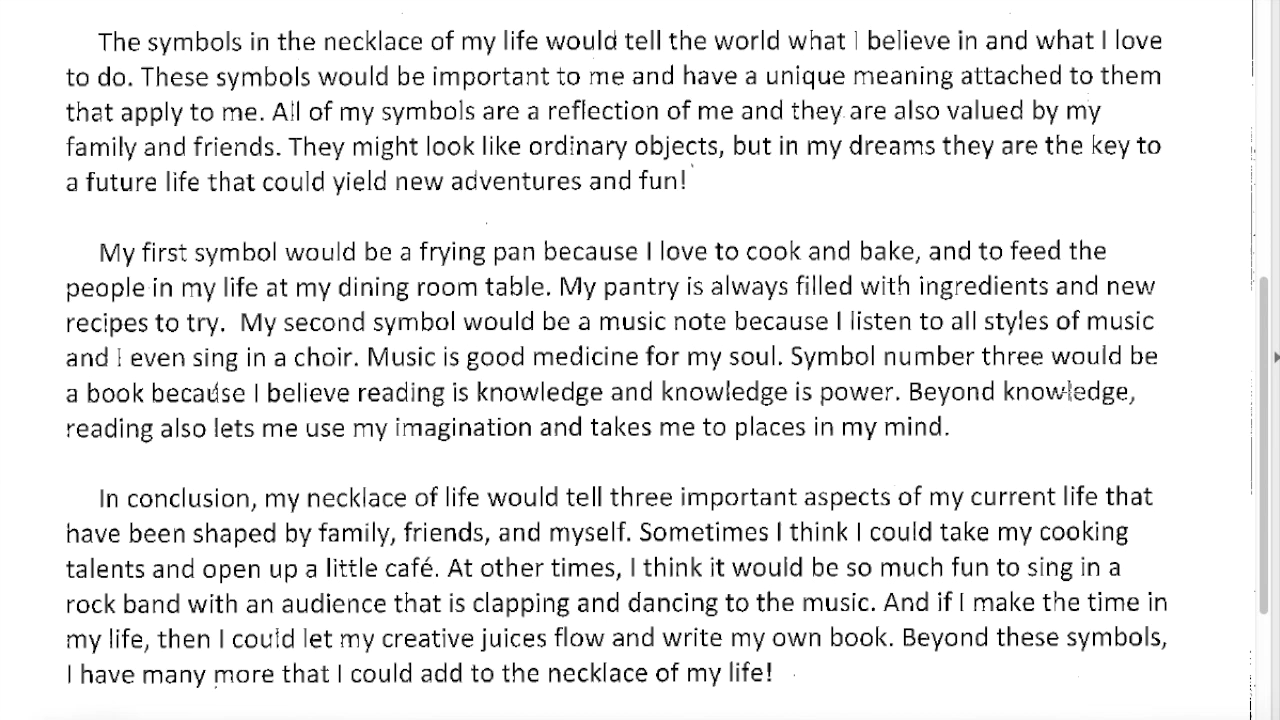 The symbols in the necklace of my life would tell the world what I believe in and what I love
to do. These symbols would be important to me and have a unique meaning attached to them
that apply to me. All of my symbols are a reflection of me and they are also valued by my
family and friends. They might look like ordinary objects, but in my dreams they are the key to
a future life that could yield new adventures and fun!
My first symbol would be a frying pan because I love to cook and bake, and to feed the
people in my life at my dining room table. My pantry is always filled with ingredients and new
recipes to try. My second symbol would be a music note because I listen to all styles of music
and I even sing in a choir. Music is good medicine for my soul. Symbol number three would be
a book because I believe reading is knowledge and knowledge is power. Beyond knowledge,
reading also lets me use my imagination and takes me to places in my mind.
In conclusion, my necklace of life would tell three important aspects of my current life that
have been shaped by family, friends, and myself. Sometimes I think I could take my cooking
talents and open up a little café. At other times, I think it would be so much fun to sing in a
rock band with an audience that is clapping and dancing to the music. And if I make the time in
my life, then I could let my creative juices flow and write my own book. Beyond these symbols,
I have many more that I could add to the necklace of my life!